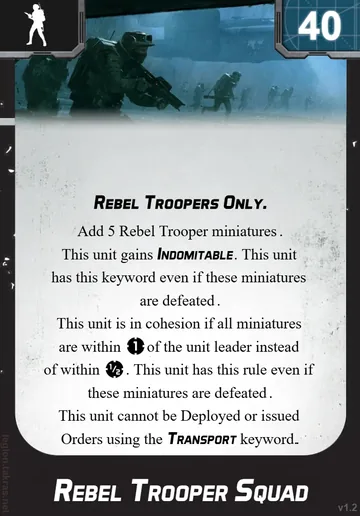 40
REBEL TROOPERS ONLY.
Add 5 Rebel Trooper miniatures.
This unit gains INDOMITABLE. This unit
has this keyword even if these miniatures
are defeated.
This unit is in cohesion if all miniatures
are within 1 of the unit leader instead
of within 1/2. This unit has this rule even if
these miniatures are defeated.
This unit cannot be Deployed or issued
Orders using the TRANSPORT keyword.
REBEL TROOPER SQUAD
legion.takras.net
v1.2